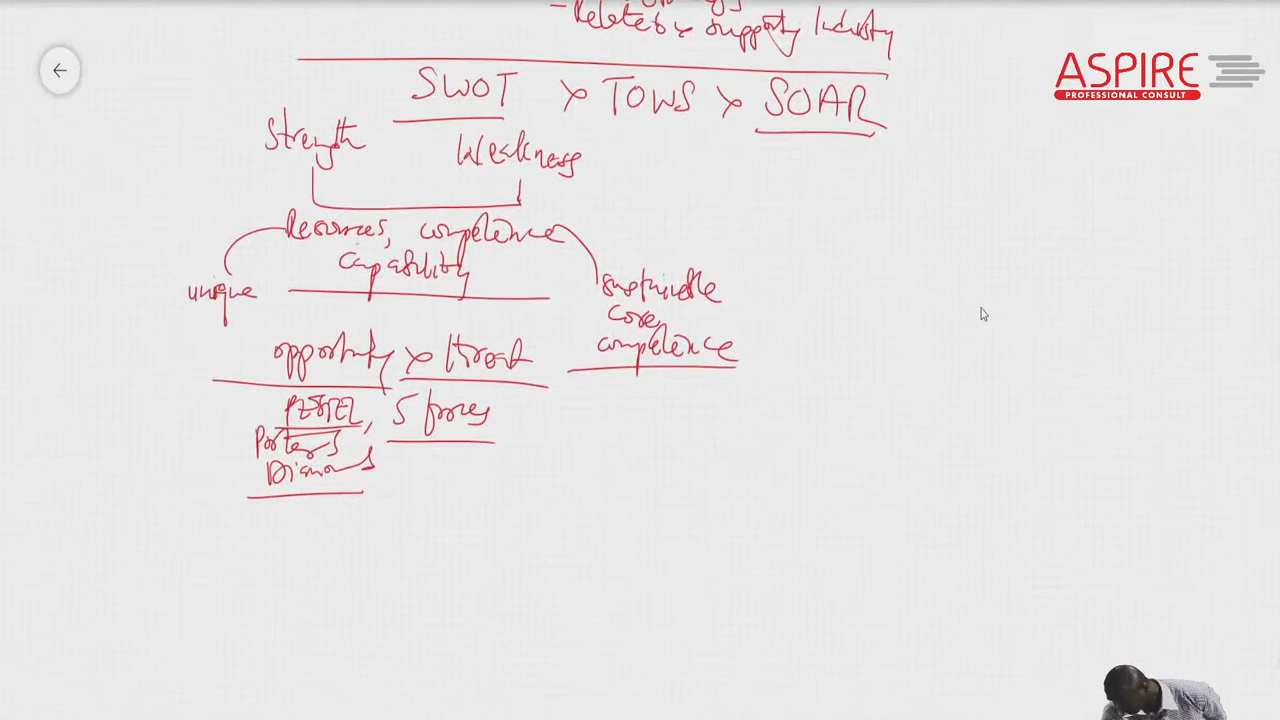 - Related & supporty Industry
ASPIRE
PROFESSIONAL CONSULT
SWOT & TOWS & SOAR
Strength Weakness
Resources, competence
capability
unique
sustainable
core
competence
opportunity & threat
PESTEL, 5 forces
Porter's
Diamond